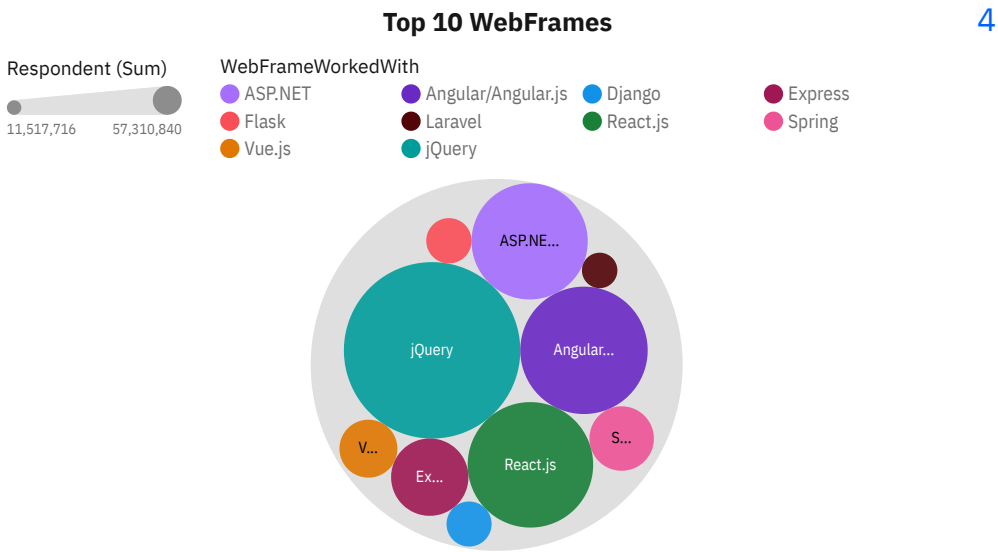 Top 10 WebFrames
4
Respondent (Sum)
11,517,716 57,310,840
WebFrameWorkedWith
ASP.NET Angular/Angular.js Django Express
Flask Laravel React.js Spring
Vue.js jQuery
ASP.NE...
jQuery
Angular...
S...
V...
React.js
Ex...